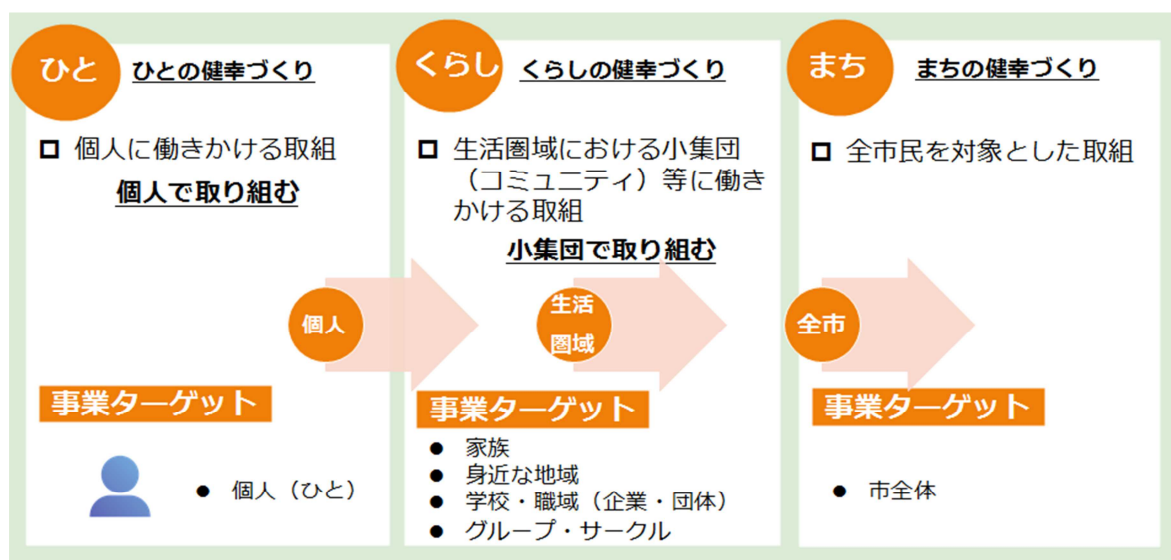 ひと
ひとの健幸づくり
□ 個人に働きかける取組
個人で取り組む
個人
事業ターゲット
● 個人（ひと）
くらし
くらしの健幸づくり
□ 生活圏域における小集団
（コミュニティ）等に働き
かける取組
小集団で取り組む
生活
圏域
事業ターゲット
● 家族
● 身近な地域
● 学校・職域（企業・団体）
● グループ・サークル
まち
まちの健幸づくり
□ 全市民を対象とした取組
全市
事業ターゲット
● 市全体